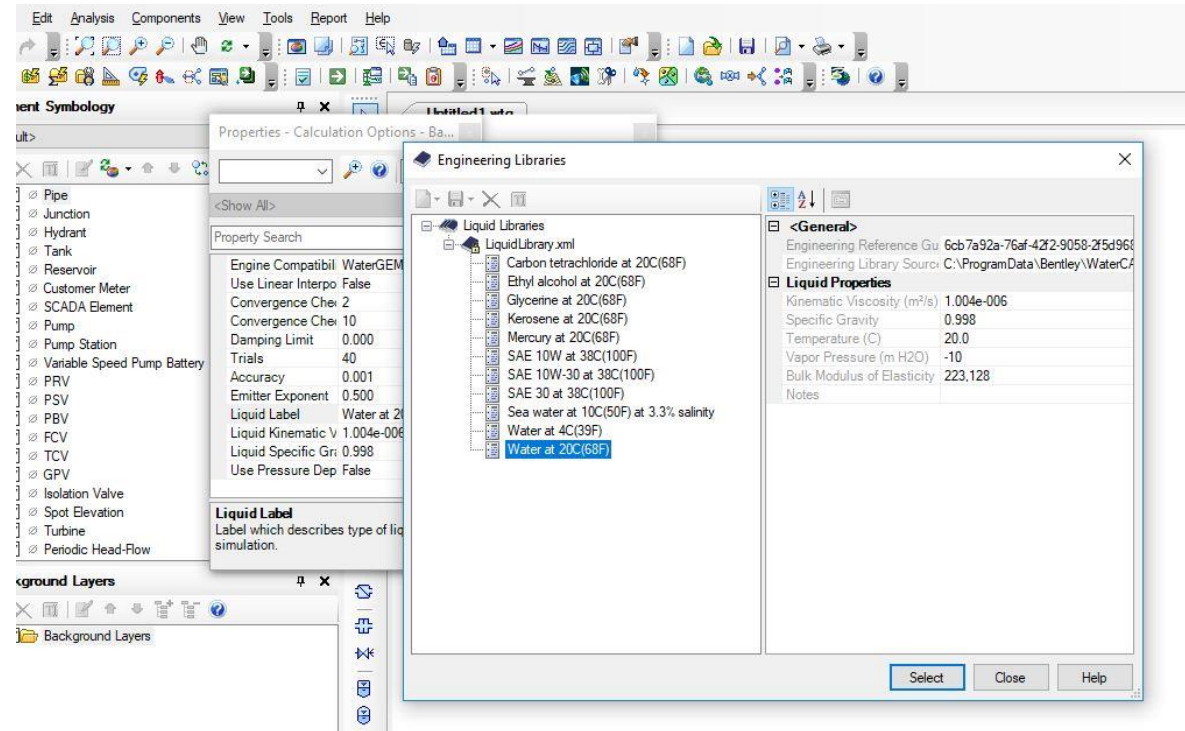 Edit Analysis Components View Tools Report Help
ent Symbology
Untitled1.wtg
ult>
Properties - Calculation Options - Ba...
Engineering Libraries
Pipe
Junction
Hydrant
Tank
Reservoir
Customer Meter
SCADA Element
Pump
Pump Station
Variable Speed Pump Battery
PRV
PSV
PBV
FCV
TCV
GPV
Isolation Valve
Spot Elevation
Turbine
Periodic Head-Flow
<Show All>
Property Search
Engine Compatibili WaterGEM
Use Linear Interpo False
Convergence Che 2
Convergence Che 10
Damping Limit 0.000
Trials 40
Accuracy 0.001
Emitter Exponent 0.500
Liquid Label Water at 20
Liquid Kinematic V 1.004e-006
Liquid Specific Gra 0.998
Use Pressure Dep False
Liquid Label
Label which describes type of liq
simulation.
Liquid Libraries
LiquidLibrary.xml
Carbon tetrachloride at 20C(68F)
Ethyl alcohol at 20C(68F)
Glycerine at 20C(68F)
Kerosene at 20C(68F)
Mercury at 20C(68F)
SAE 10W at 38C(100F)
SAE 10W-30 at 38C(100F)
SAE 30 at 38C(100F)
Sea water at 10C(50F) at 3.3% salinity
Water at 4C(39F)
Water at 20C(68F)
<General>
Engineering Reference Gu 6cb7a92a-76af-42f2-9058-2f5d968
Engineering Library Source C:\ProgramData\Bentley\WaterCA
Liquid Properties
Kinematic Viscosity (m²/s) 1.004e-006
Specific Gravity 0.998
Temperature (C) 20.0
Vapor Pressure (m H2O) -10
Bulk Modulus of Elasticity 223,128
Notes
Select Close Help
kground Layers
Background Layers